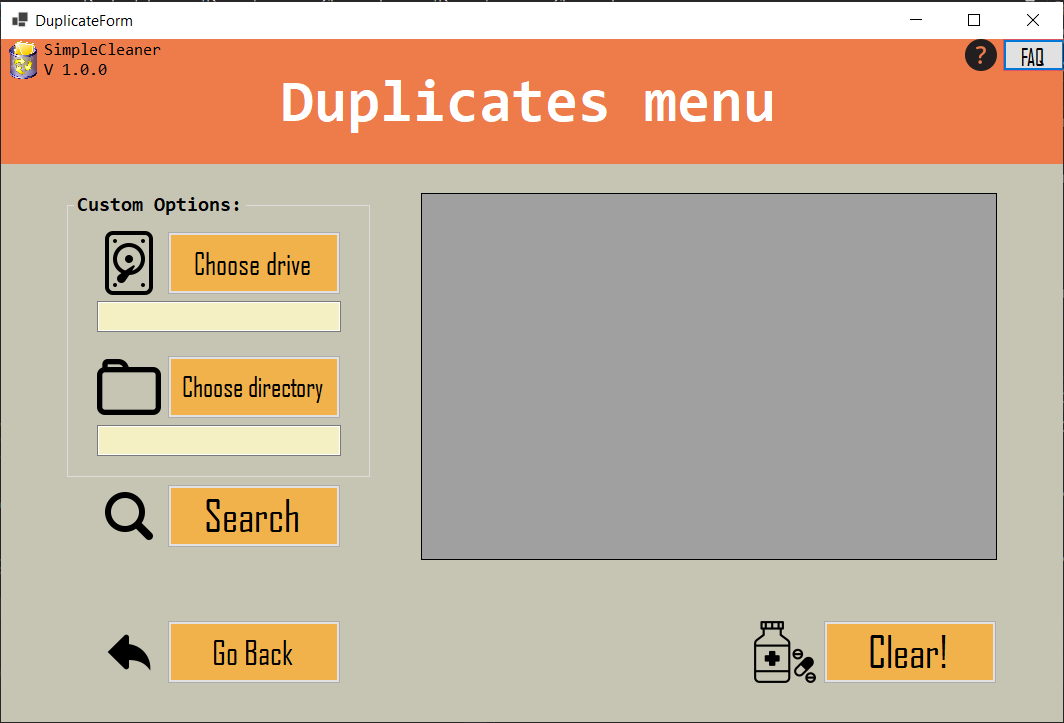 DuplicateForm
SimpleCleaner
V 1.0.0
?
FAQ
Duplicates menu
Custom Options:
Choose drive
Choose directory
Search
Go Back
Clear!